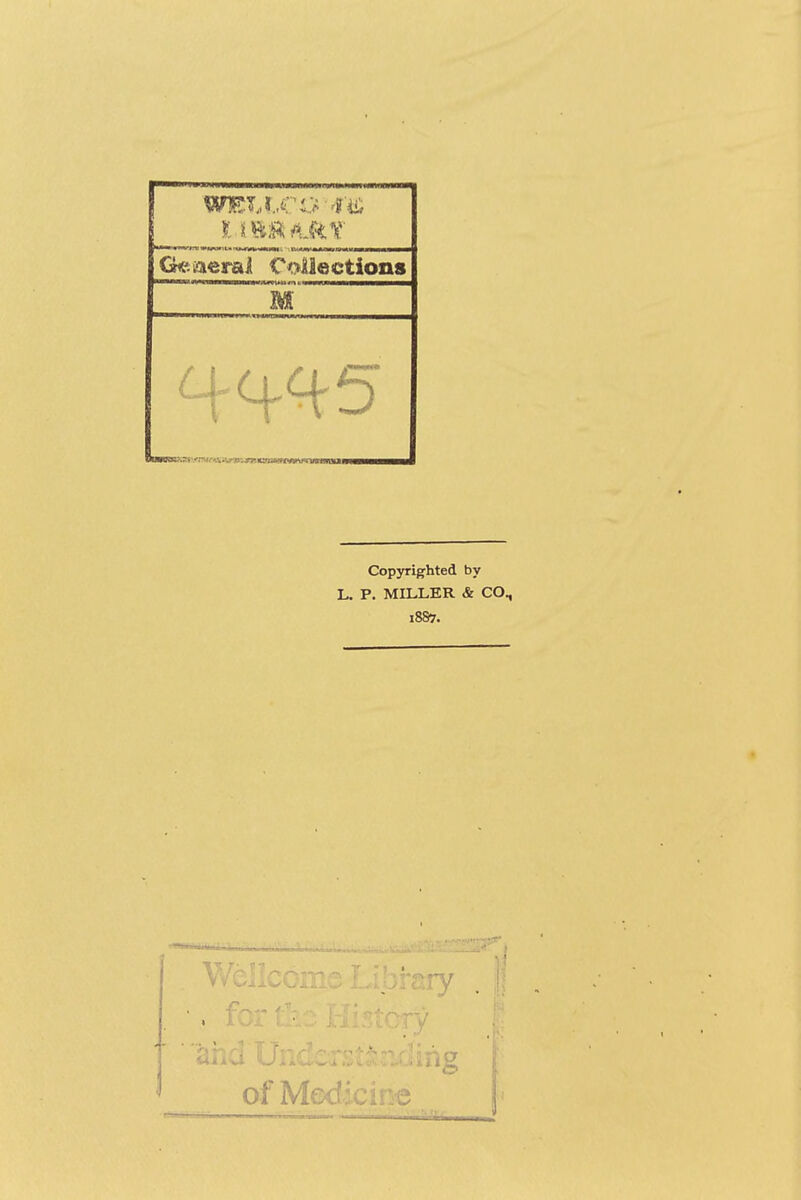 WELLCOME
LIBRARY
General Collections
M
4445
Copyrighted by
L. P. MILLER & CO.,
1887.
Wellcome Library
for the History
and Understanding
of Medicine